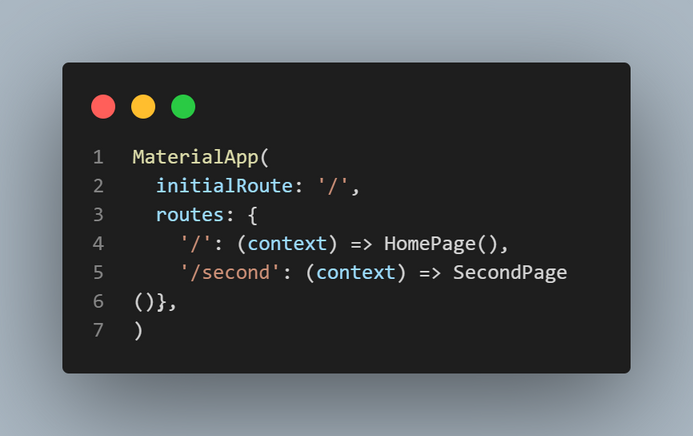 1 MaterialApp(
2   initialRoute: '/',
3   routes: {
4     '/': (context) => HomePage(),
5     '/second': (context) => SecondPage
6 ()},
7 )